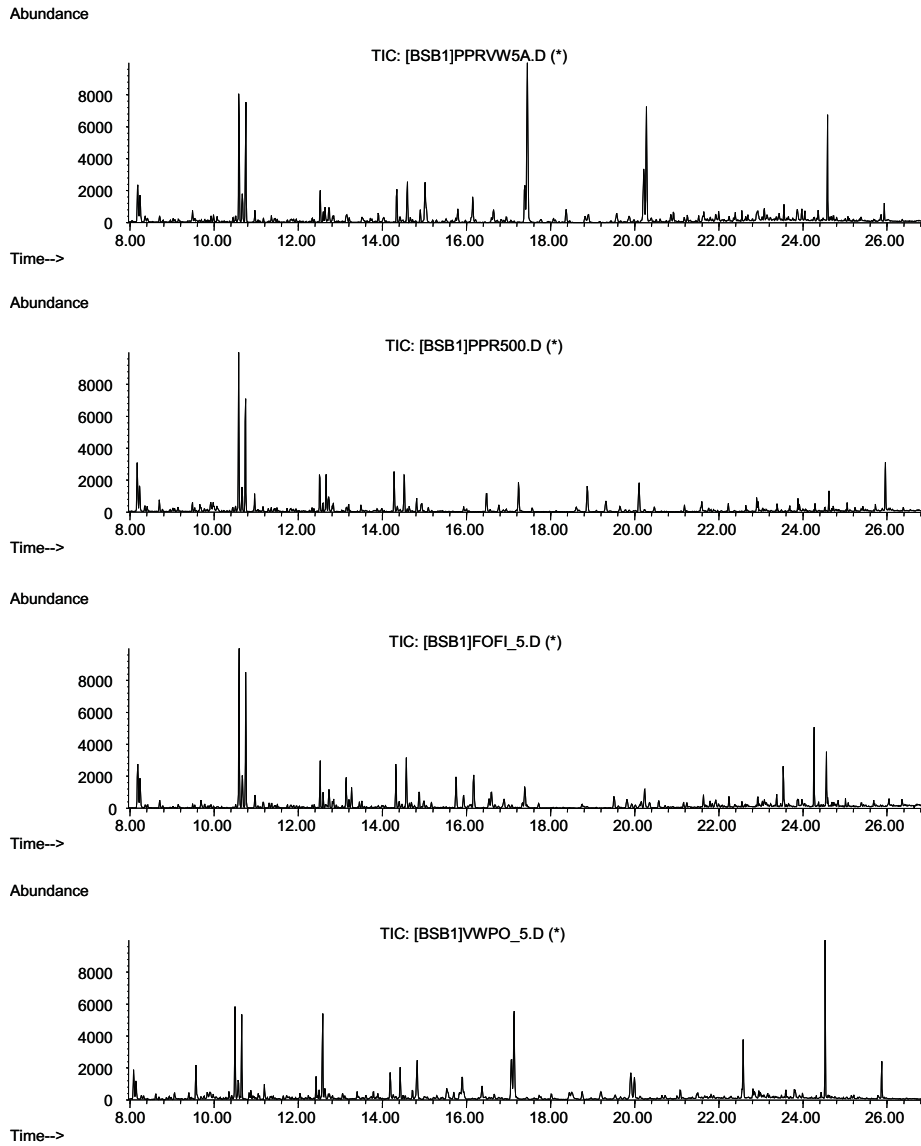 Abundance
TIC: [BSB1]PPRVW5A.D (*)
8000
6000
4000
2000
0
8.00 10.00 12.00 14.00 16.00 18.00 20.00 22.00 24.00 26.00
Time-->
Abundance
TIC: [BSB1]PPR500.D (*)
8000
6000
4000
2000
0
8.00 10.00 12.00 14.00 16.00 18.00 20.00 22.00 24.00 26.00
Time-->
Abundance
TIC: [BSB1]FOFI_5.D (*)
8000
6000
4000
2000
0
8.00 10.00 12.00 14.00 16.00 18.00 20.00 22.00 24.00 26.00
Time-->
Abundance
TIC: [BSB1]VWPO_5.D (*)
8000
6000
4000
2000
0
8.00 10.00 12.00 14.00 16.00 18.00 20.00 22.00 24.00 26.00
Time-->